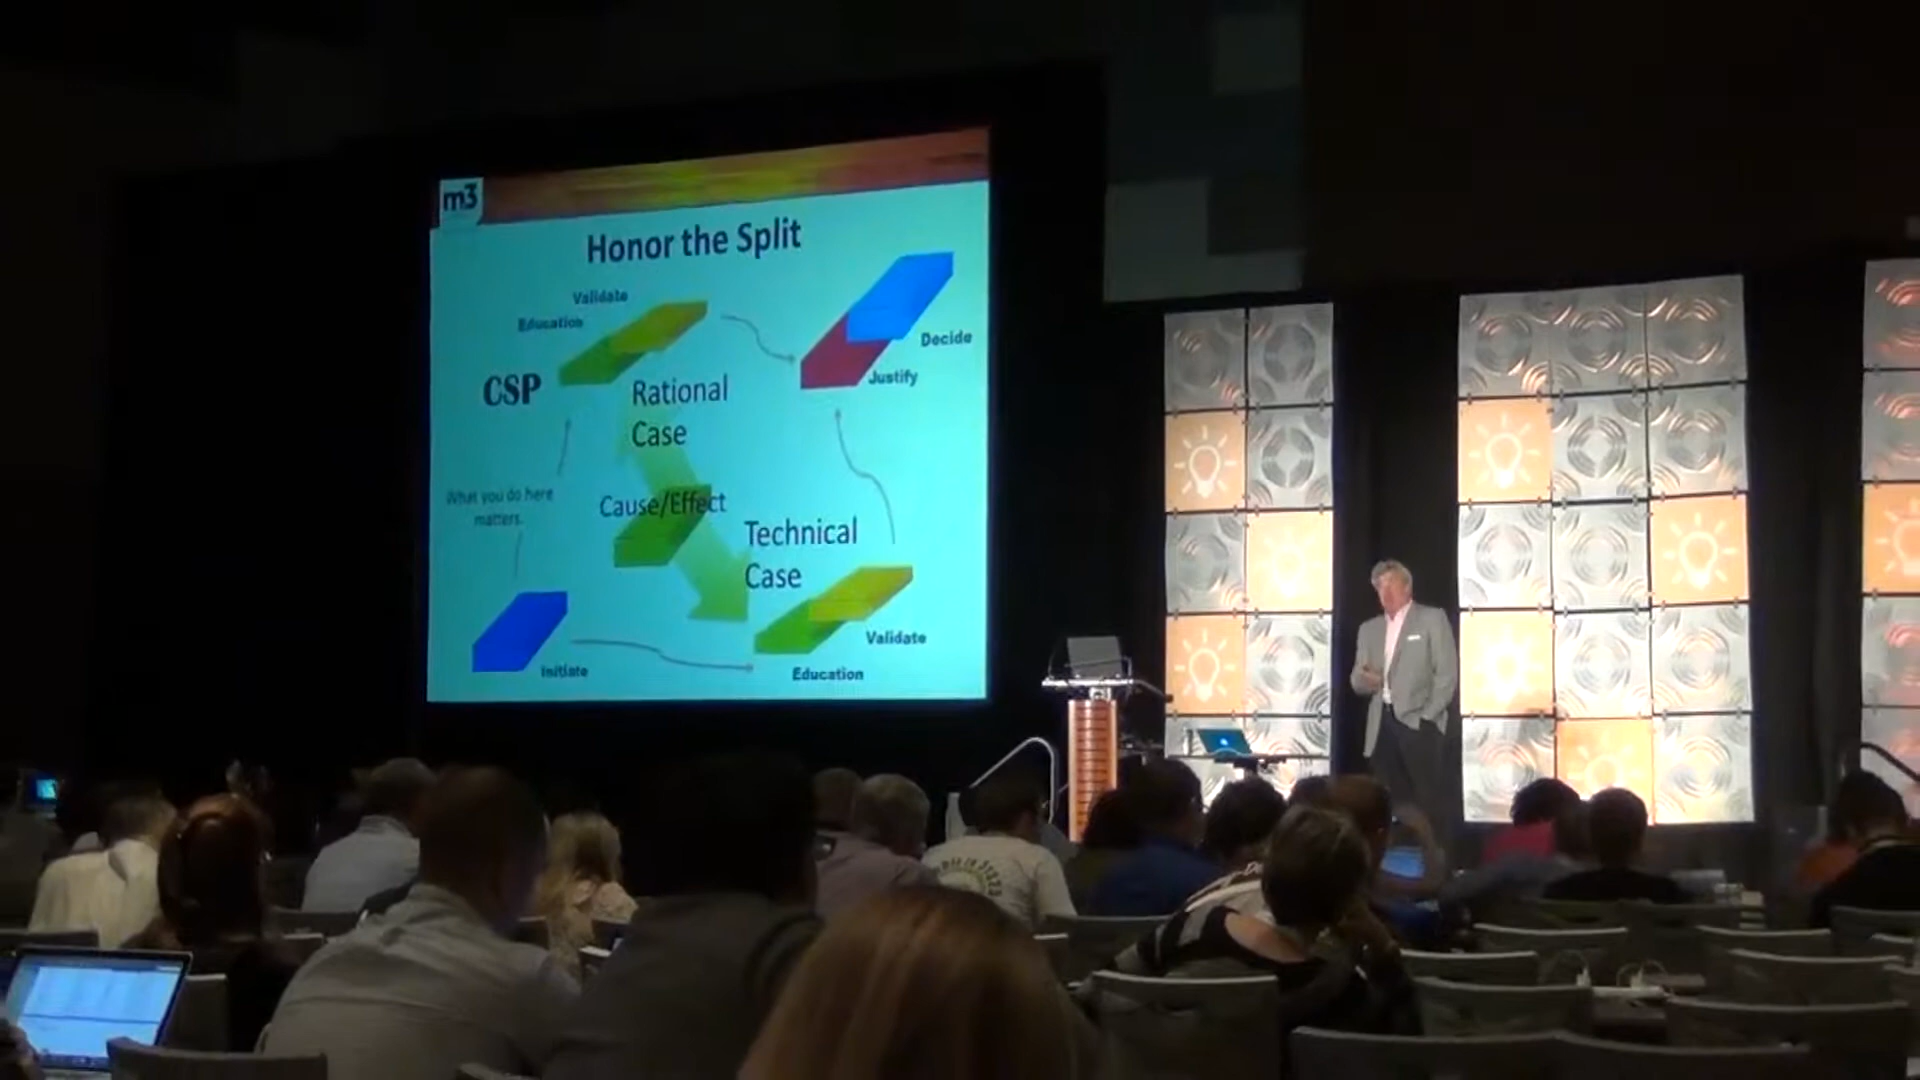 m3
Honor the Split
Validate
Education
Decide
Justify
CSP
Rational
Case
What you do here
matters.
Cause/Effect
Technical
Case
Validate
Initiate
Education